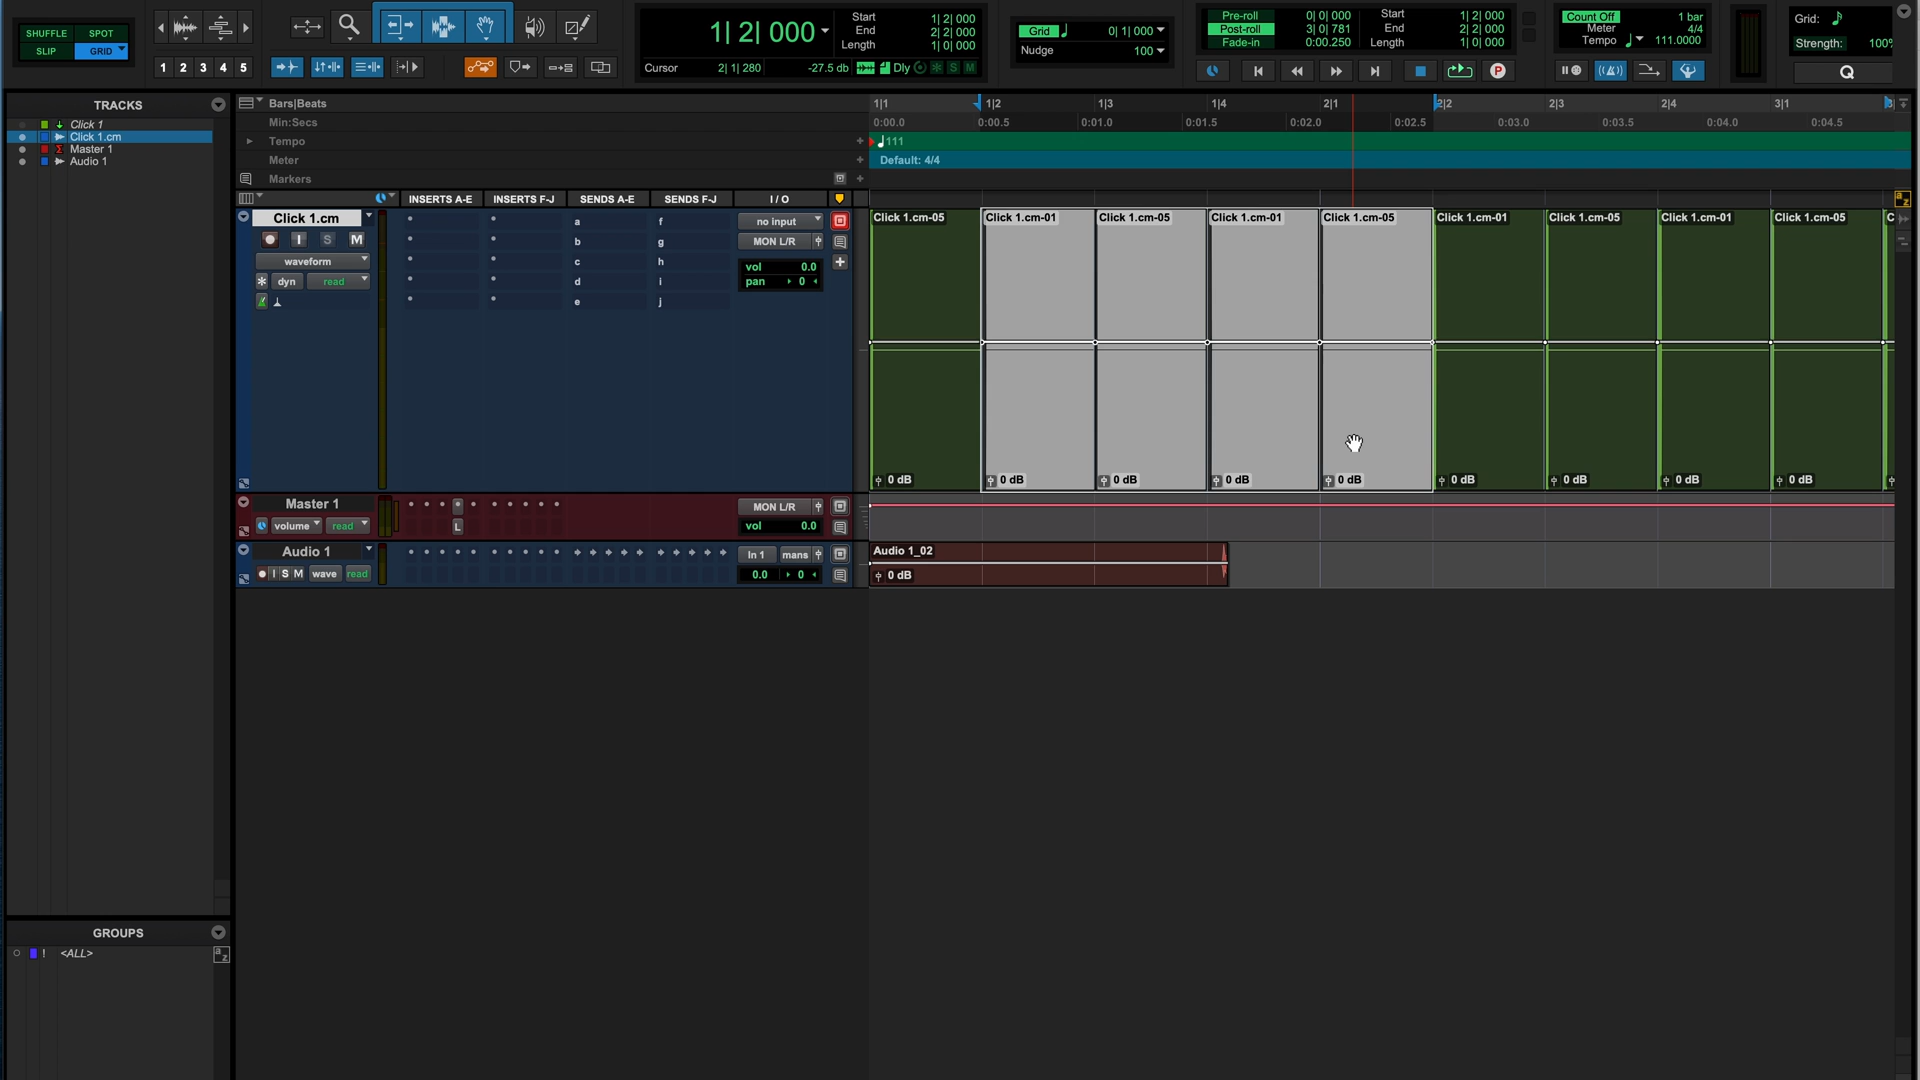 SHUFFLE SPOT
SLIP GRID
1 2 3 4 5
1| 2| 000
Start 1| 2| 000
End 2| 2| 000
Length 1| 0| 000
Cursor 2| 1| 280 -27.5 db Dly S M
Grid 0| 1| 000
Nudge 100
Pre-roll 0| 0| 000
Post-roll 3| 0| 781
Fade-in 0:00.250
Start 1| 2| 000
End 2| 2| 000
Length 1| 0| 000
P
Count Off 1 bar
Meter 4/4
Tempo 111.0000
Grid:
Strength: 100%
Q
TRACKS
Click 1
Click 1.cm
Master 1
Audio 1
Bars|Beats 1|1 1|2 1|3 1|4 2|1 2|2 2|3 2|4 3|1
Min:Secs 0:00.0 0:00.5 0:01.0 0:01.5 0:02.0 0:02.5 0:03.0 0:03.5 0:04.0 0:04.5
Tempo 111
Meter Default: 4/4
Markers
INSERTS A-E INSERTS F-J SENDS A-E SENDS F-J I / O
Click 1.cm
I S M
waveform
dyn read
a f
b g
c h
d i
e j
no input
MON L/R
vol 0.0
pan 0
Click 1.cm-05 Click 1.cm-01 Click 1.cm-05 Click 1.cm-01 Click 1.cm-05 Click 1.cm-01 Click 1.cm-05 Click 1.cm-01 Click 1.cm-05 C
0 dB 0 dB 0 dB 0 dB 0 dB 0 dB 0 dB 0 dB 0 dB
Master 1
volume read
L
MON L/R
vol 0.0
Audio 1
I S M wave read
In 1 mans
0.0 0
Audio 1_02
0 dB
GROUPS
! <ALL>
a z